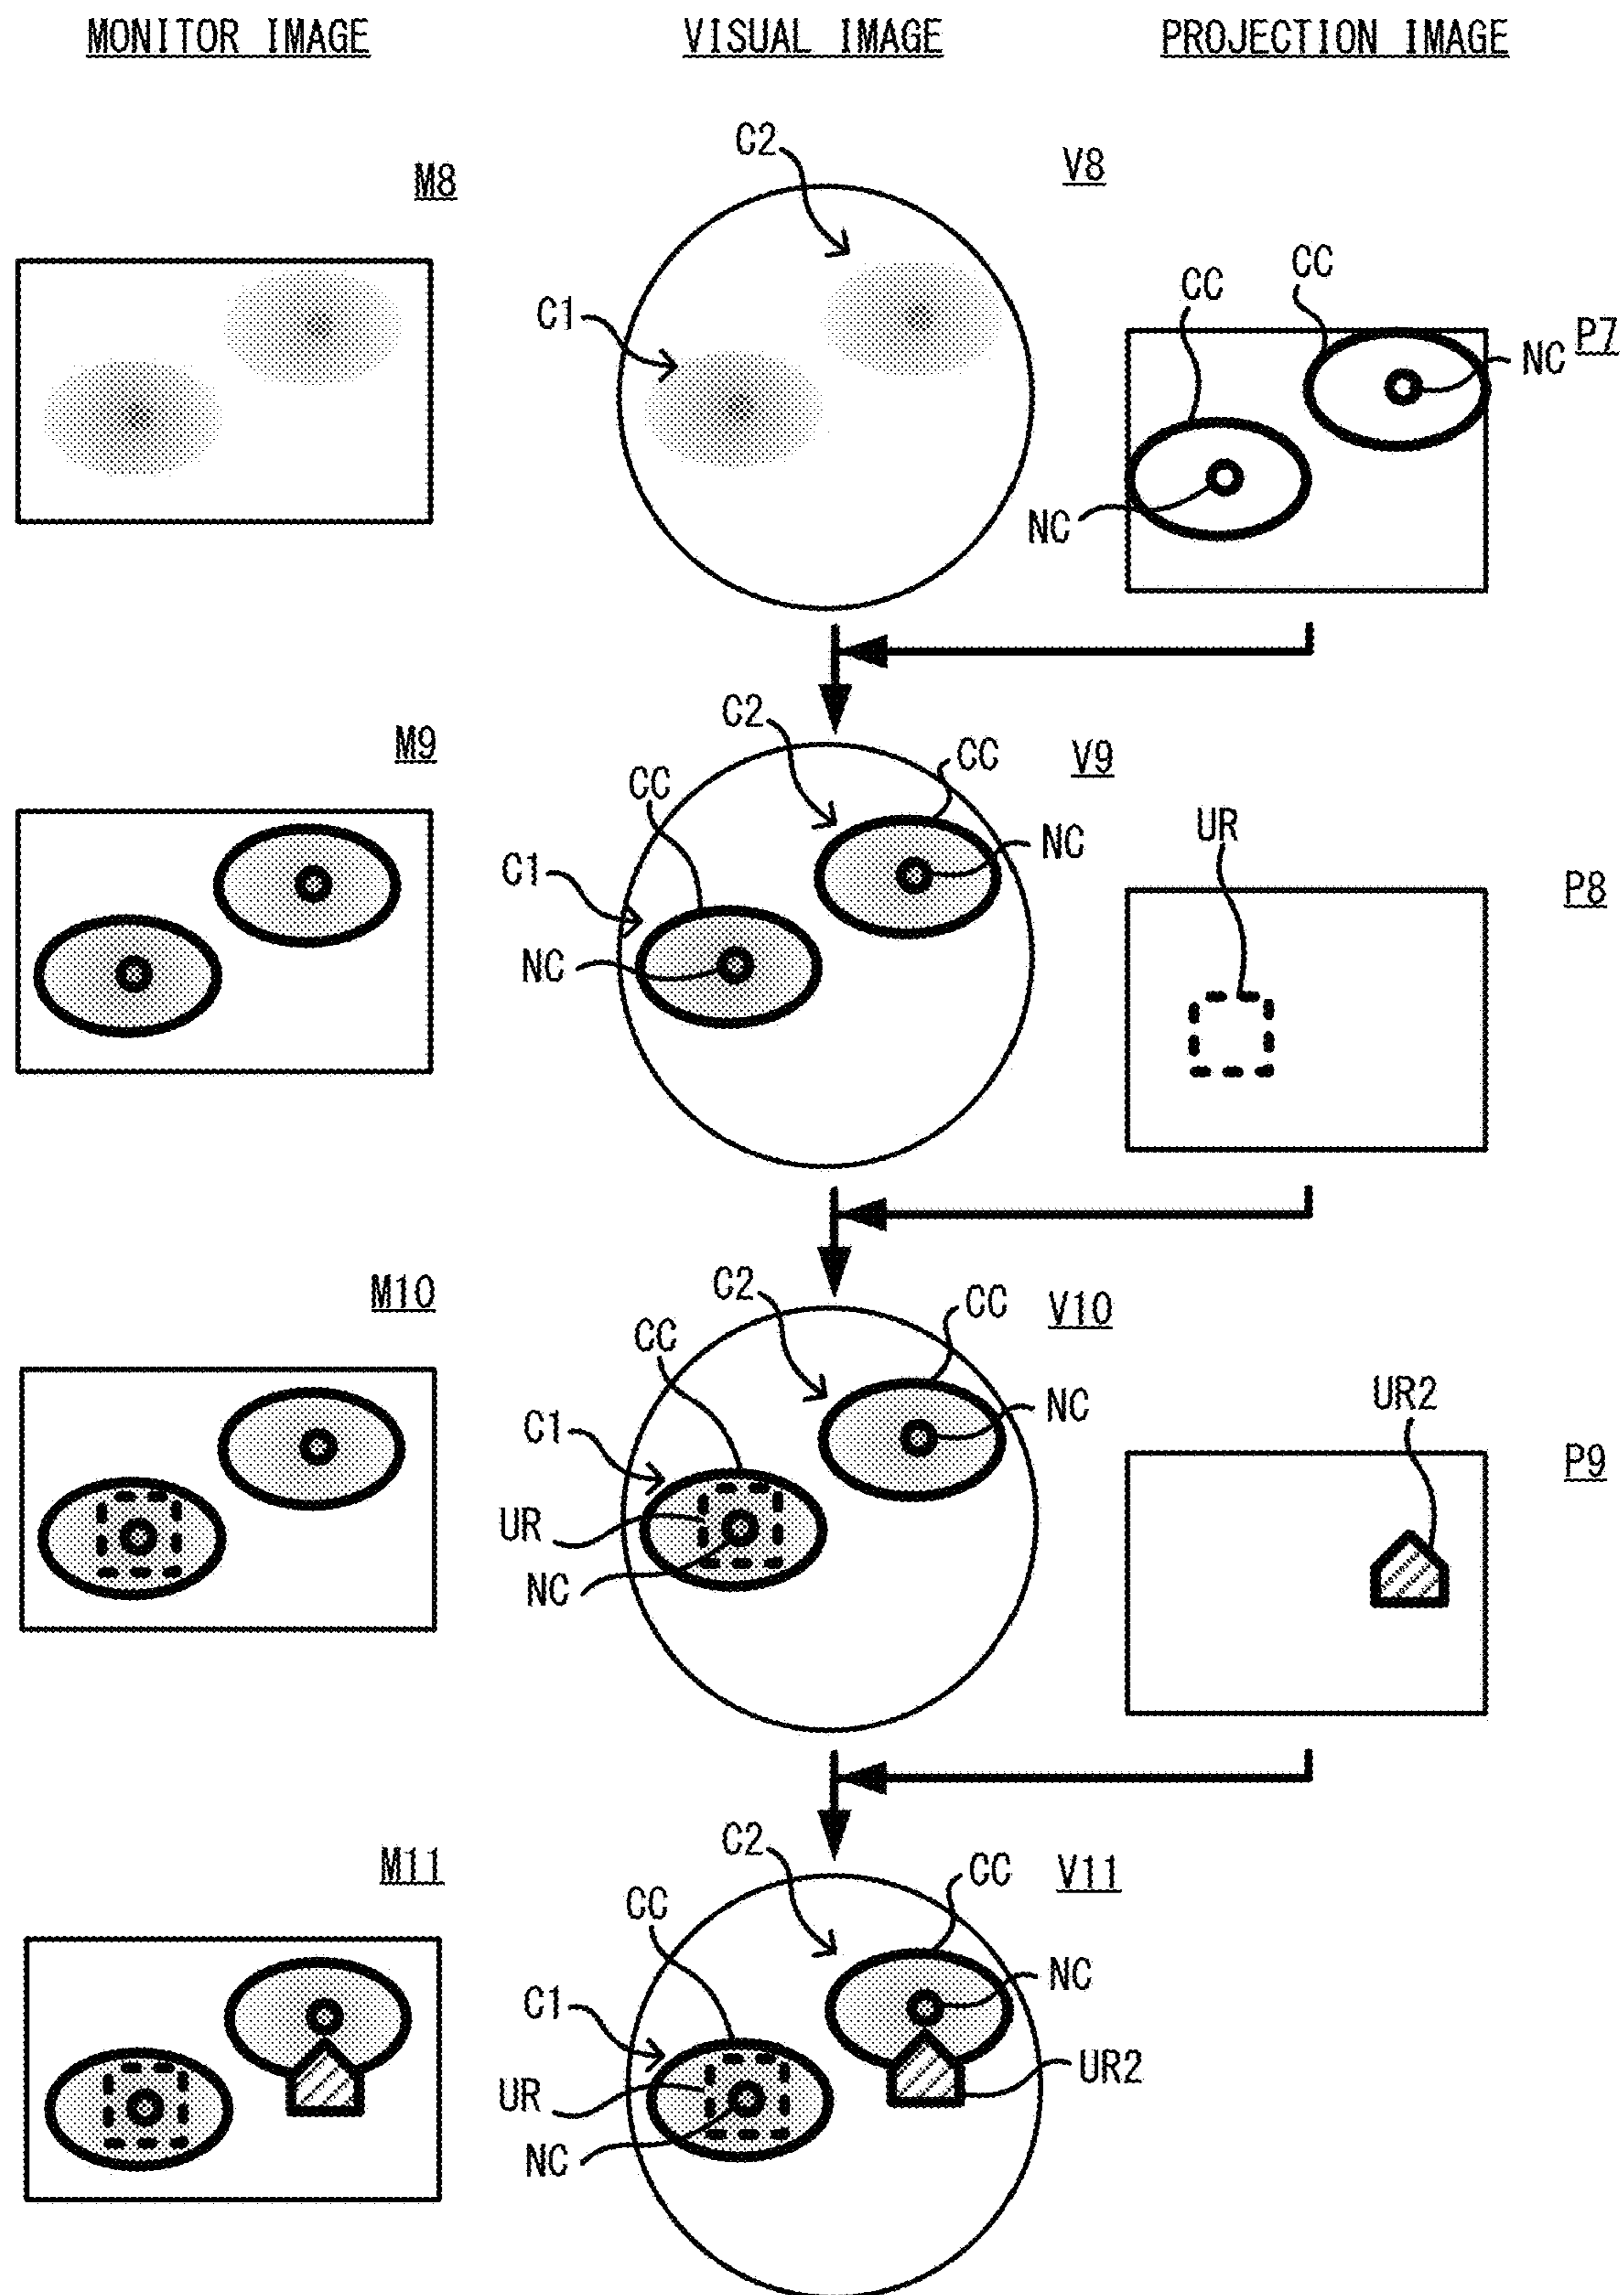 MONITOR IMAGE
VISUAL IMAGE
PROJECTION IMAGE
M8
C2
V8
C1
CC
CC
P7
NC
NC
M9
C2
CC
V9
CC
NC
C1
NC
UR
P8
M10
C2
CC
V10
CC
NC
C1
UR
NC
UR2
P9
M11
C2
CC
V11
CC
NC
C1
UR
UR2
NC